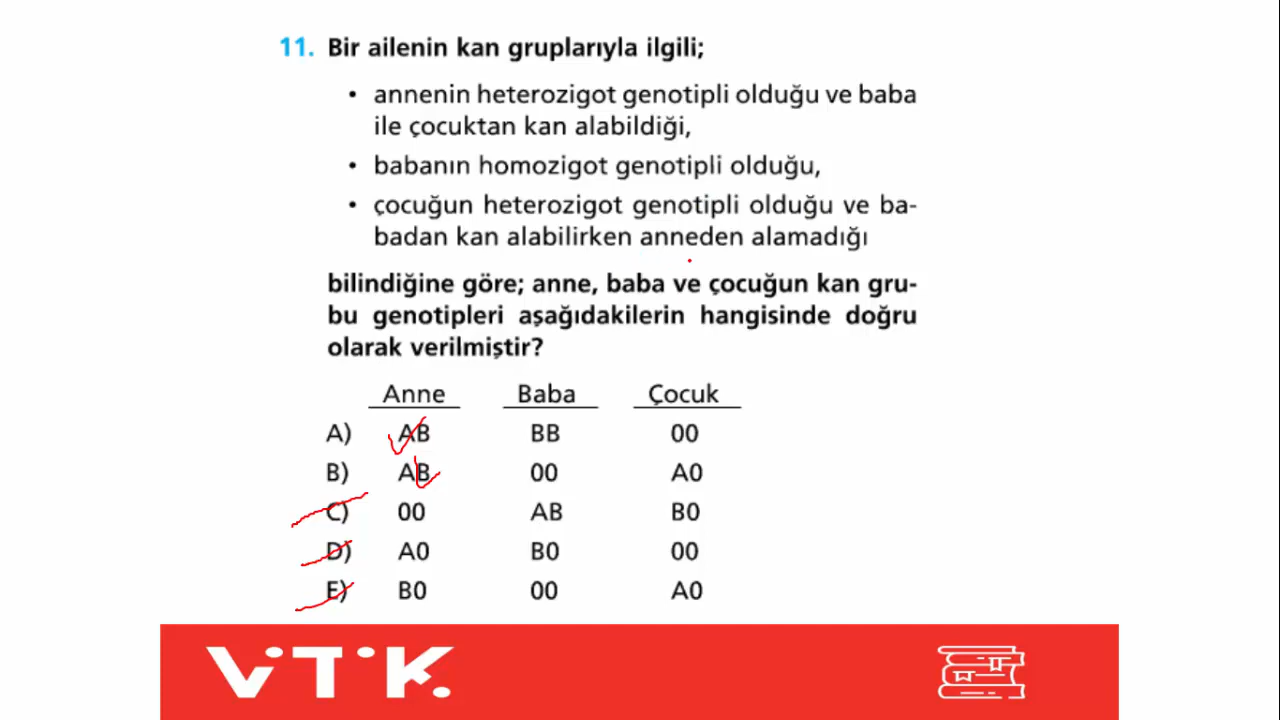 11. Bir ailenin kan gruplarıyla ilgili;
• annenin heterozigot genotipli olduğu ve baba
ile çocuktan kan alabildiği,
• babanın homozigot genotipli olduğu,
• çocuğun heterozigot genotipli olduğu ve ba-
badan kan alabilirken anneden alamadığı
bilindiğine göre; anne, baba ve çocuğun kan gru-
bu genotipleri aşağıdakilerin hangisinde doğru
olarak verilmiştir?
Anne Baba Çocuk
A) AB BB 00
B) AB 00 A0
C) 00 AB B0
D) A0 B0 00
E) B0 00 A0
VTK